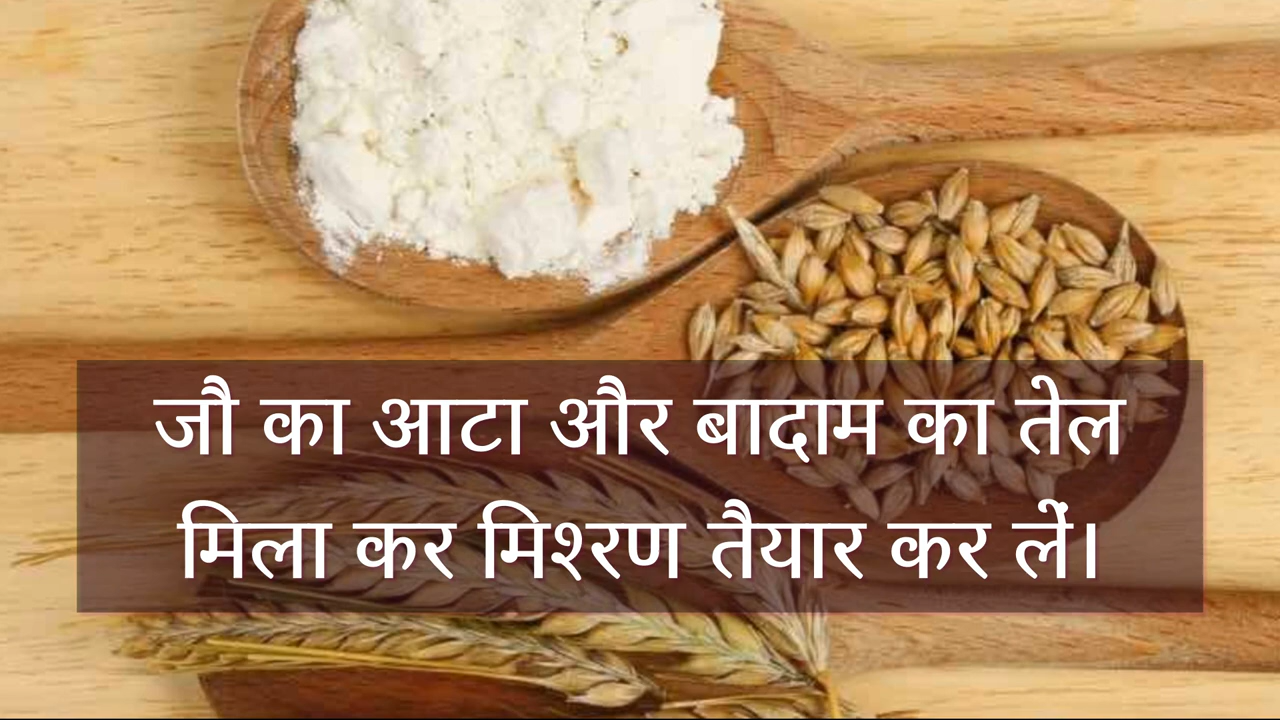 जौ का आटा और बादाम का तेल
मिला कर मिश्रण तैयार कर लें।